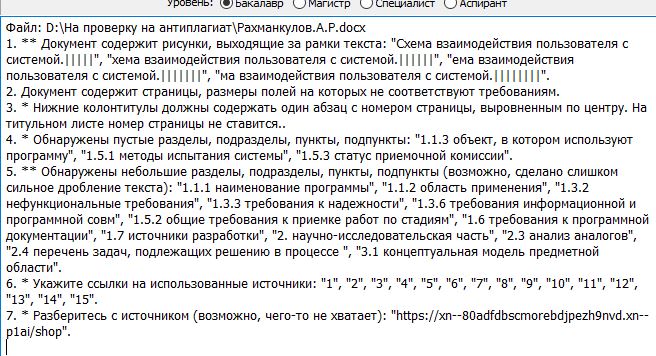 Уровень: Бакалавр Магистр Специалист Аспирант
Файл: D:\На проверку на антиплагиат\Рахманкулов.А.Р.docx
1. ** Документ содержит рисунки, выходящие за рамки текста: "Схема взаимодействия пользователя с
системой.|||||", "хема взаимодействия пользователя с системой.||||||", "ема взаимодействия
пользователя с системой.|||||||", "ма взаимодействия пользователя с системой.||||||||".
2. Документ содержит страницы, размеры полей на которых не соответствуют требованиям.
3. * Нижние колонтитулы должны содержать один абзац с номером страницы, выровненным по центру. На
титульном листе номер страницы не ставится..
4. * Обнаружены пустые разделы, подразделы, пункты, подпункты: "1.1.3 объект, в котором используют
программу", "1.5.1 методы испытания системы", "1.5.3 статус приемочной комиссии".
5. ** Обнаружены небольшие разделы, подразделы, пункты, подпункты (возможно, сделано слишком
сильное дробление текста): "1.1.1 наименование программы", "1.1.2 область применения", "1.3.2
нефункциональные требования", "1.3.3 требования к надежности", "1.3.6 требования информационной и
программной совм", "1.5.2 общие требования к приемке работ по стадиям", "1.6 требования к программной
документации", "1.7 источники разработки", "2. научно-исследовательская часть", "2.3 анализ аналогов",
"2.4 перечень задач, подлежащих решению в процессе ", "3.1 концептуальная модель предметной
области".
6. * Укажите ссылки на использованные источники: "1", "2", "3", "4", "5", "6", "7", "8", "9", "10", "11", "12",
"13", "14", "15".
7. * Разберитесь с источником (возможно, чего-то не хватает): "https://xn--80adfdbscmorebdjpezh9nvd.xn--
p1ai/shop".